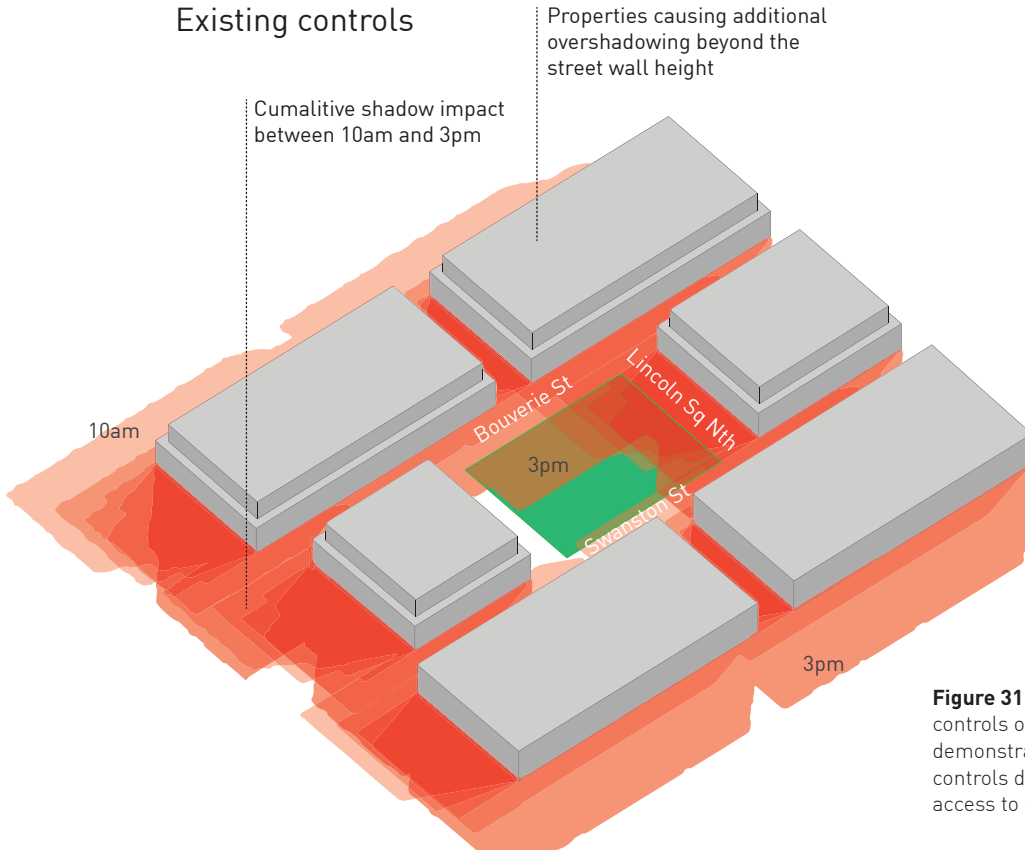 Existing controls
Properties causing additional
overshadowing beyond the
street wall height
Cumalitive shadow impact
between 10am and 3pm
10am
Bouverie St
Lincoln Sq Nth
3pm
Swanston St
3pm
Figure 31
controls o
demonstra
controls d
access to